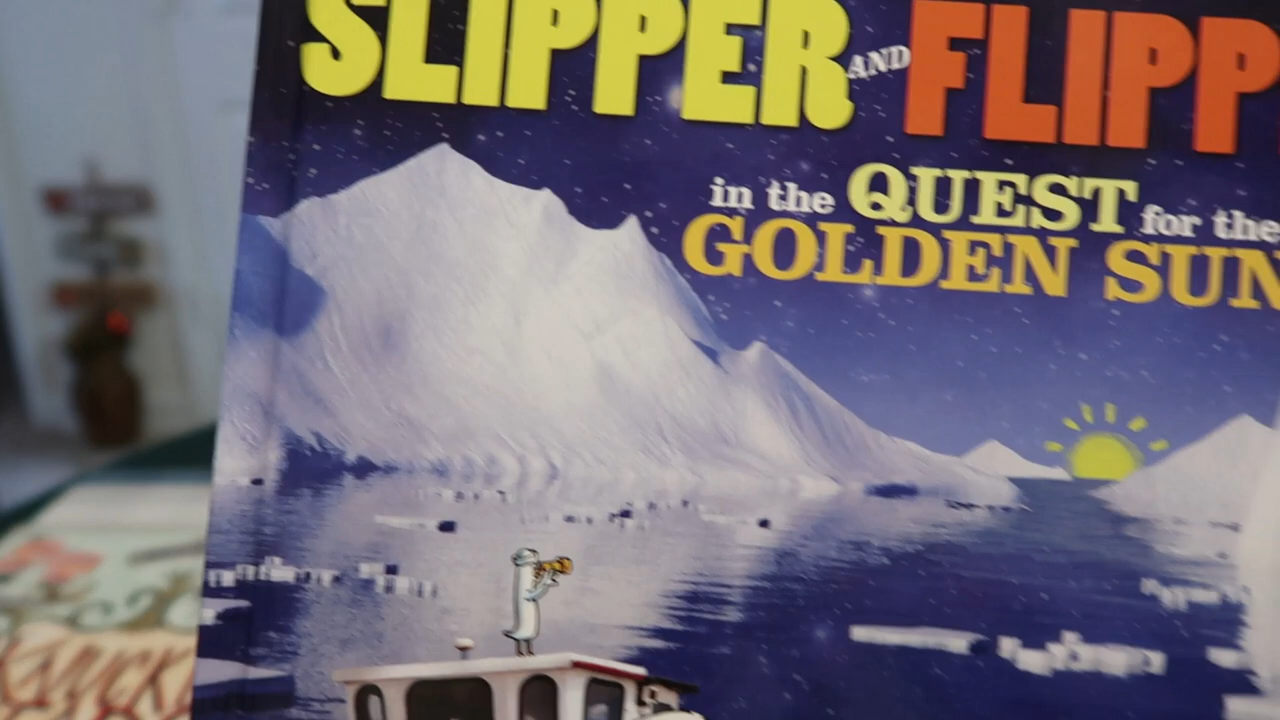 SLIPPER AND FLIPP
in the QUEST for the
GOLDEN SUN